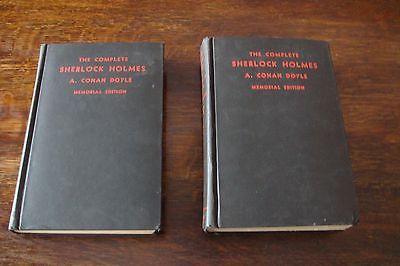 THE COMPLETE
SHERLOCK HOLMES
A. CONAN DOYLE
MEMORIAL EDITION
THE COMPLETE
SHERLOCK HOLMES
A. CONAN DOYLE
MEMORIAL EDITION